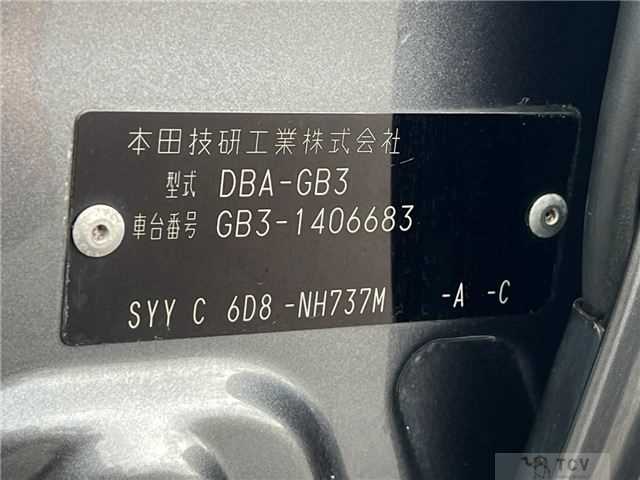 本田技研工業株式会社
型式 DBA-GB3
車台番号 GB3-1406683
SYY C 6D8 -NH737M -A -C
TCV